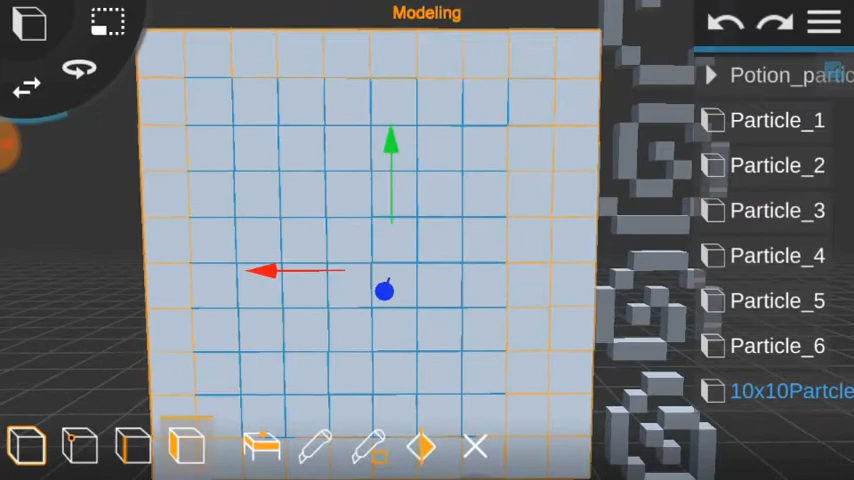 Modeling
Potion_partic
Particle_1
Particle_2
Particle_3
Particle_4
Particle_5
Particle_6
10x10Partcle